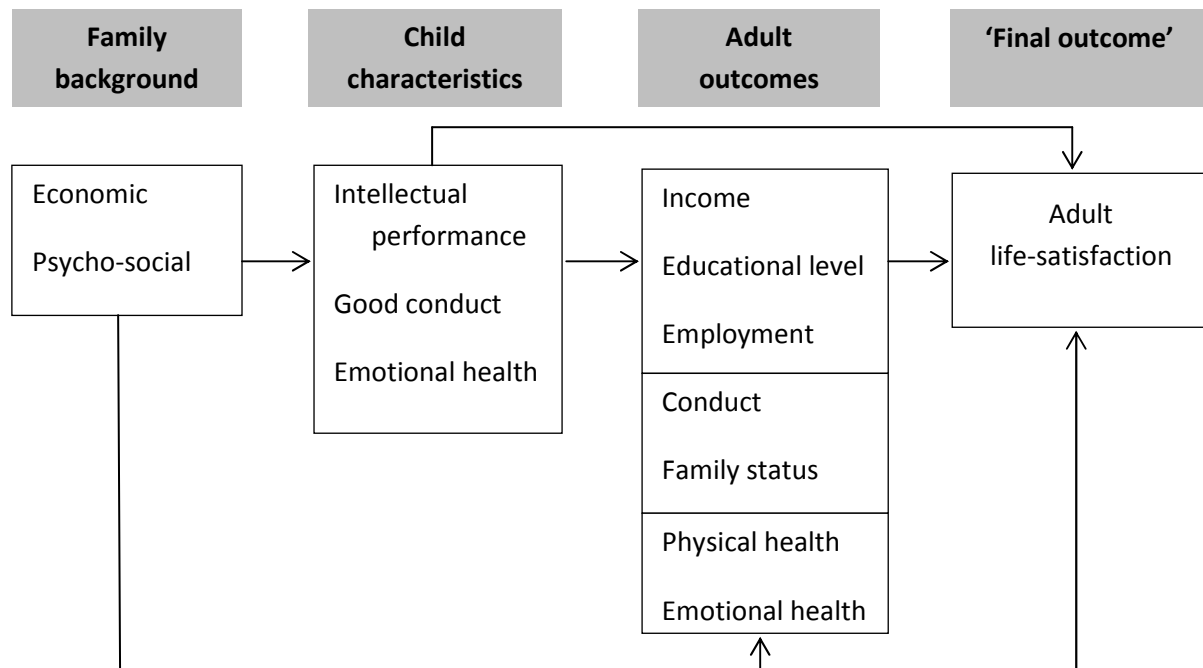 Family
background
Child
characteristics
Adult
outcomes
‘Final outcome’
Economic
Psycho-social
Intellectual
performance
Good conduct
Emotional health
Income
Educational level
Employment
Conduct
Family status
Physical health
Emotional health
Adult
life-satisfaction